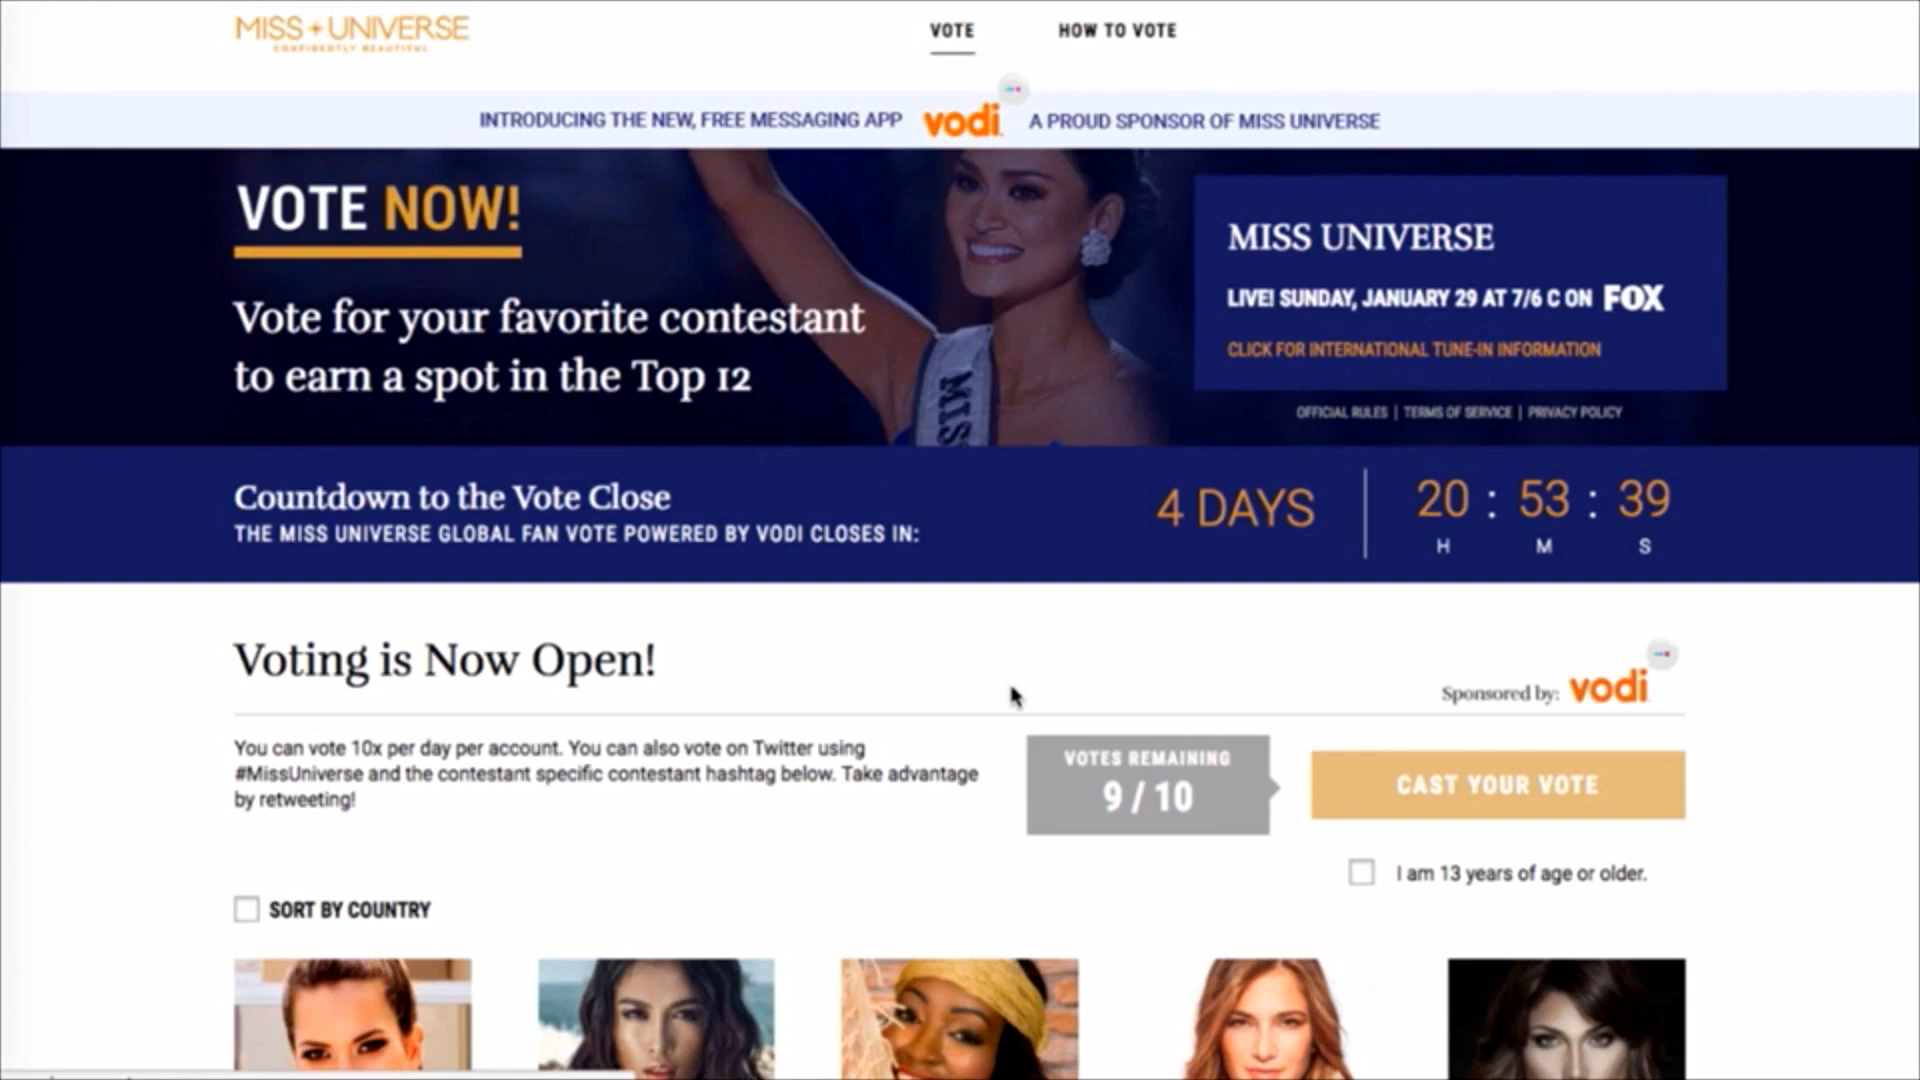 MISS UNIVERSE
CONFIDENTLY BEAUTIFUL
VOTE
HOW TO VOTE
INTRODUCING THE NEW, FREE MESSAGING APP
vodi
A PROUD SPONSOR OF MISS UNIVERSE
VOTE NOW!
Vote for your favorite contestant
to earn a spot in the Top 12
MIS
MISS UNIVERSE
LIVE! SUNDAY, JANUARY 29 AT 7/6 C ON FOX
CLICK FOR INTERNATIONAL TUNE-IN INFORMATION
OFFICIAL RULES | TERMS OF SERVICE | PRIVACY POLICY
Countdown to the Vote Close
THE MISS UNIVERSE GLOBAL FAN VOTE POWERED BY VODI CLOSES IN:
4 DAYS
20 : 53 : 39
H M S
Voting is Now Open!
Sponsored by: vodi
You can vote 10x per day per account. You can also vote on Twitter using
#MissUniverse and the contestant specific contestant hashtag below. Take advantage
by retweeting!
VOTES REMAINING
9 / 10
CAST YOUR VOTE
I am 13 years of age or older.
SORT BY COUNTRY